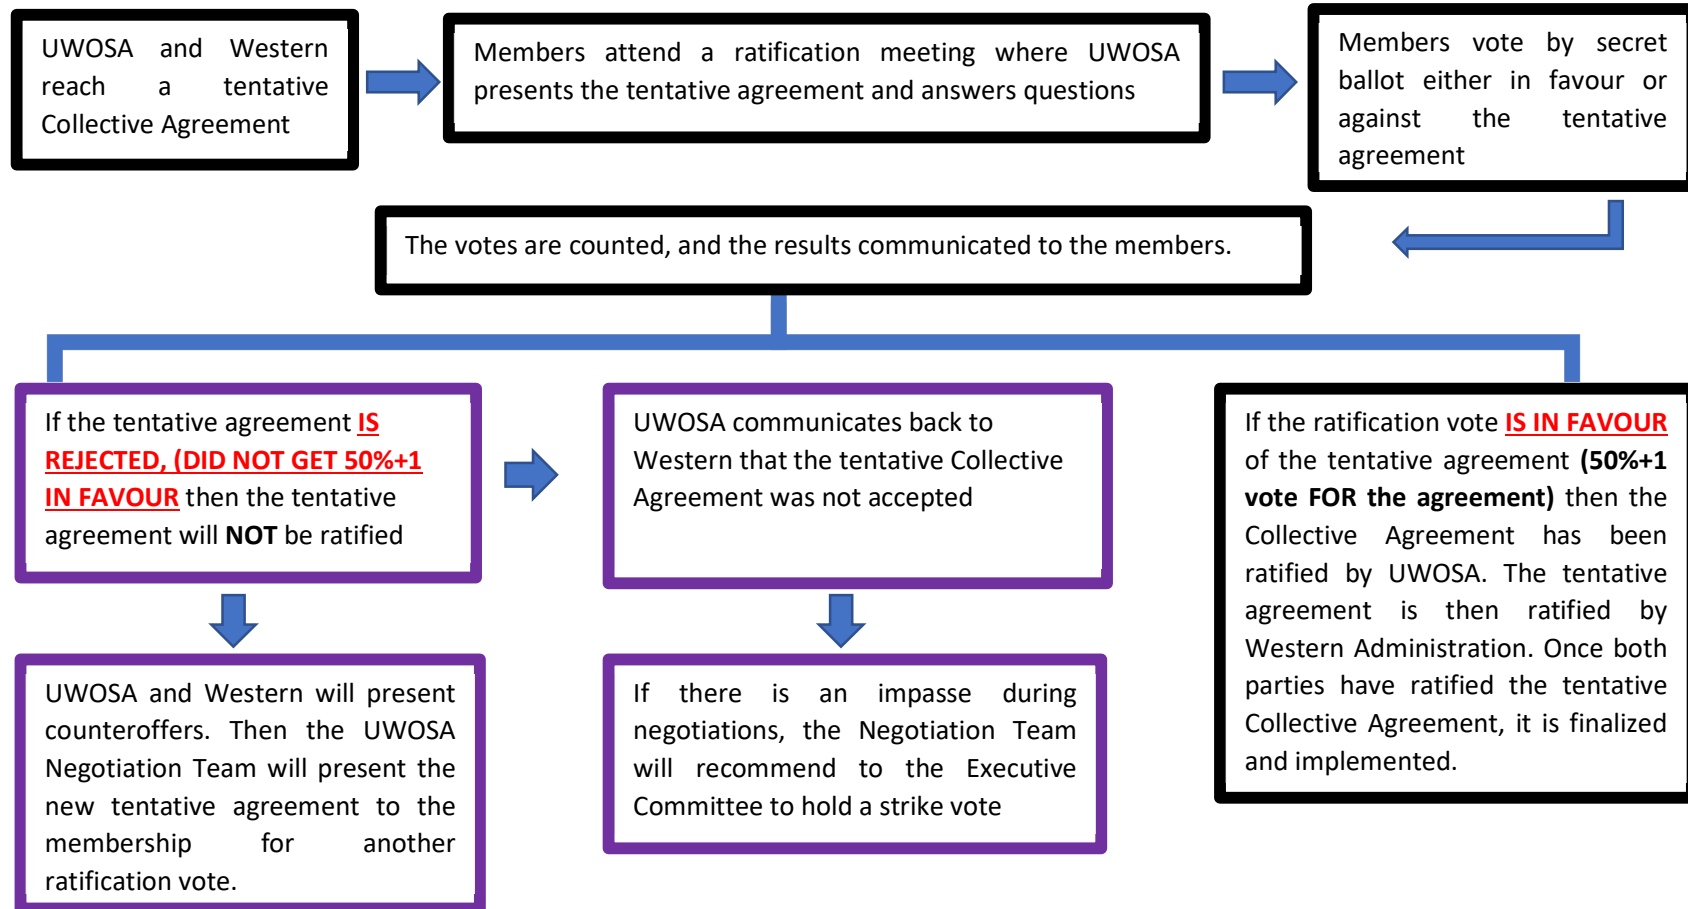 UWOSA and Western
reach a tentative
Collective Agreement
Members attend a ratification meeting where UWOSA
presents the tentative agreement and answers questions
Members vote by secret
ballot either in favour or
against the tentative
agreement
The votes are counted, and the results communicated to the members.
If the tentative agreement IS
REJECTED, (DID NOT GET 50%+1
IN FAVOUR then the tentative
agreement will NOT be ratified
UWOSA communicates back to
Western that the tentative Collective
Agreement was not accepted
If the ratification vote IS IN FAVOUR
of the tentative agreement (50%+1
vote FOR the agreement) then the
Collective Agreement has been
ratified by UWOSA. The tentative
agreement is then ratified by
Western Administration. Once both
parties have ratified the tentative
Collective Agreement, it is finalized
and implemented.
UWOSA and Western will present
counteroffers. Then the UWOSA
Negotiation Team will present the
new tentative agreement to the
membership for another
ratification vote.
If there is an impasse during
negotiations, the Negotiation Team
will recommend to the Executive
Committee to hold a strike vote